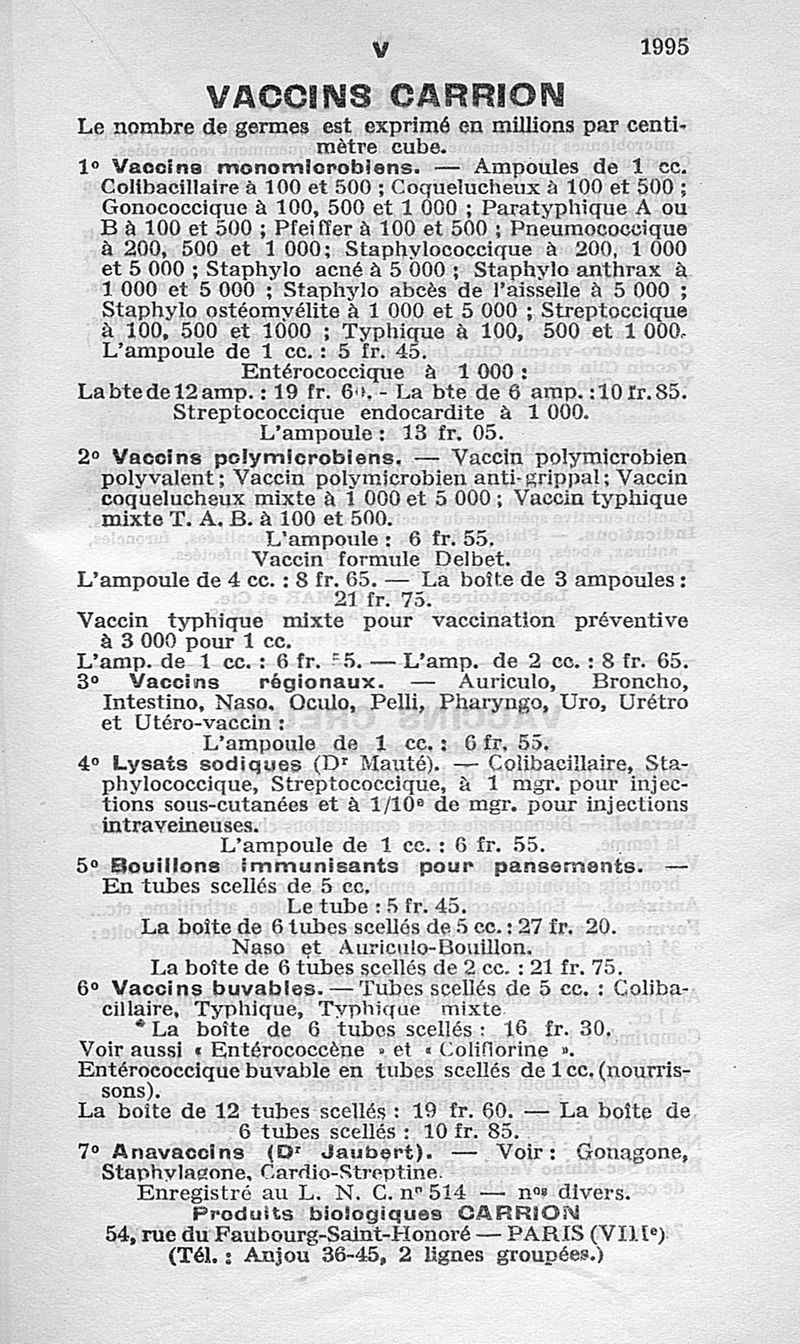 V 1995
VACCINS CARRION
Le nombre de germes est exprimé en millions par centi-
mètre cube.
1º Vaccins monomicrobiens. — Ampoules de 1 cc.
Colibacillaire à 100 et 500 ; Coquelucheux à 100 et 500 ;
Gonococcique à 100, 500 et 1 000 ; Paratyphique A ou
B à 100 et 500 ; Pfeiffer à 100 et 500 ; Pneumococcique
à 200, 500 et 1 000; Staphylococcique à 200, 1 000
et 5 000 ; Staphylo acné à 5 000 ; Staphylo anthrax à
1 000 et 5 000 ; Staphylo abcès de l'aisselle à 5 000 ;
Staphylo ostéomyélite à 1 000 et 5 000 ; Streptoccique
à 100, 500 et 1000 ; Typhique à 100, 500 et 1 000.
L'ampoule de 1 cc. : 5 fr. 45.
Entérococcique à 1 000 :
La bte de 12 amp. : 19 fr. - La bte de 6 amp. : 10 fr. 85.
Streptococcique endocardite à 1 000.
L'ampoule : 13 fr. 05.
2º Vaccins polymicrobiens. — Vaccin polymicrobien
polyvalent ; Vaccin polymicrobien anti-grippal ; Vaccin
coquelucheux mixte à 1 000 et 5 000 ; Vaccin typhique
mixte T. A. B. à 100 et 500.
L'ampoule : 6 fr. 55.
Vaccin formule Delbet.
L'ampoule de 4 cc. : 8 fr. 65. — La boîte de 3 ampoules :
21 fr. 75.
Vaccin typhique mixte pour vaccination préventive
à 3 000 pour 1 cc.
L'amp. de 1 cc. : 6 fr. — L'amp. de 2 cc. : 8 fr. 65.
3º Vaccins régionaux. — Auriculo, Broncho,
Intestino, Naso, Oculo, Pelli, Pharyngo, Uro, Urétro
et Utéro-vaccin :
L'ampoule de 1 cc. : 6 fr. 55.
4º Lysats sodiques (Dr Mauté). — Colibacillaire, Sta-
phylococcique, Streptococcique, à 1 mgr. pour injec-
tions sous-cutanées et à 1/10e de mgr. pour injections
intraveineuses.
L'ampoule de 1 cc. : 6 fr. 55.
5º Bouillons immunisants pour pansements. —
En tubes scellés de 5 cc.
Le tube : 5 fr. 45.
La boîte de 6 tubes scellés de 5 cc. : 27 fr. 20.
Naso et Auriculo-Bouillon.
La boîte de 6 tubes scellés de 2 cc. : 21 fr. 75.
6º Vaccins buvables. — Tubes scellés de 5 cc. : Coliba-
cillaire, Typhique, Typhique mixte
* La boîte de 6 tubes scellés : 16 fr. 30.
Voir aussi « Entérococcène » et « Coliflorine ».
Entérococcique buvable en tubes scellés de 1 cc. (nourris-
sons).
La boîte de 12 tubes scellés : 19 fr. 60. — La boîte de
6 tubes scellés : 10 fr. 85.
7º Anavaccins (Dr Jaubert). — Voir : Gonagone,
Staphylagone, Cardio-Streptine.
Enregistré au L. N. C. nº 514 — nos divers.
Produits biologiques CARRION
54, rue du Faubourg-Saint-Honoré — PARIS (VIIIe)
(Tél. : Anjou 36-45, 2 lignes groupées.)